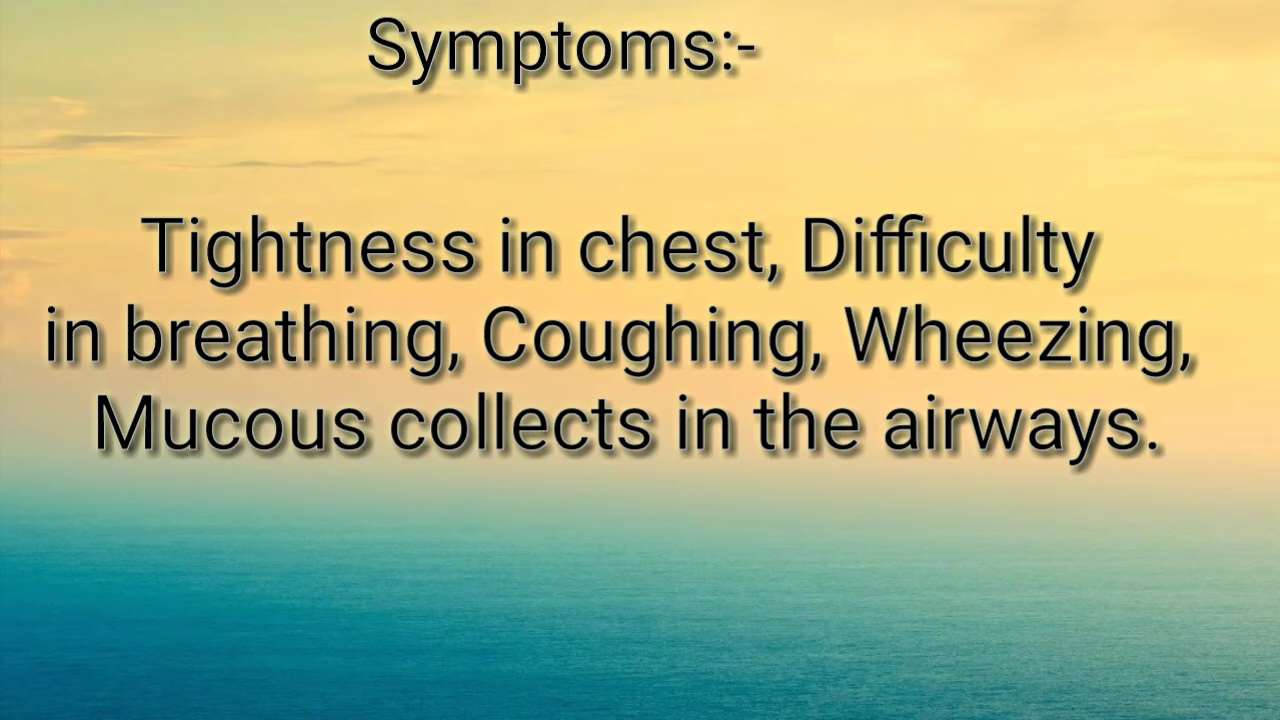 Symptoms:-
Tightness in chest, Difficulty
in breathing, Coughing, Wheezing,
Mucous collects in the airways.